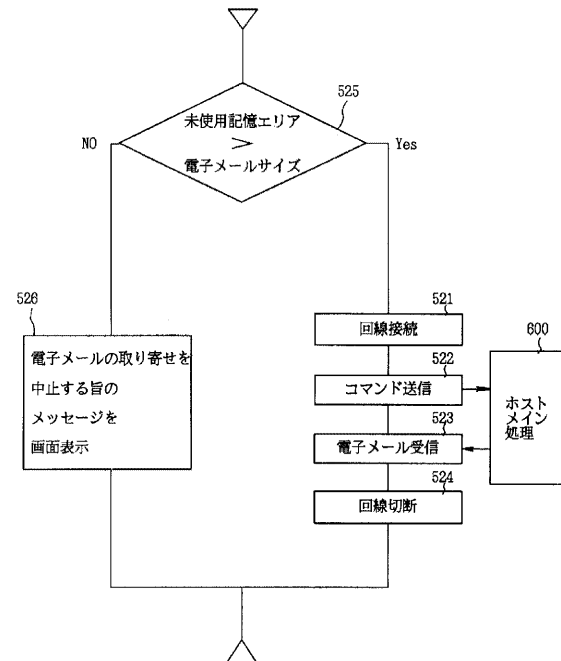 525
未使用記憶エリア
>
電子メールサイズ
NO
Yes
526
電子メールの取り寄せを
中止する旨の
メッセージを
画面表示
521
回線接続
522
コマンド送信
523
電子メール受信
524
回線切断
600
ホスト
メイン
処理